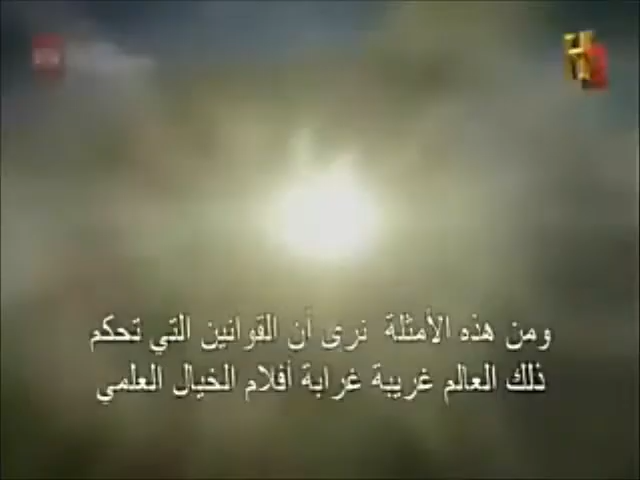 ومن هذه الأمثلة نرى أن القوانين التي تحكم
ذلك العالم غريبة غرابة أفلام الخيال العلمي
H